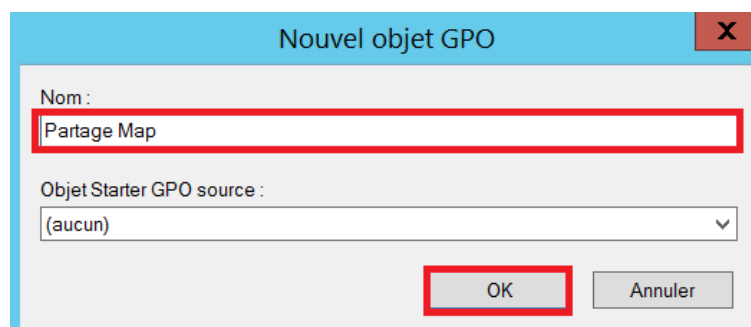 Nouvel objet GPO
X
Nom :
Partage Map
Objet Starter GPO source :
(aucun)
OK
Annuler